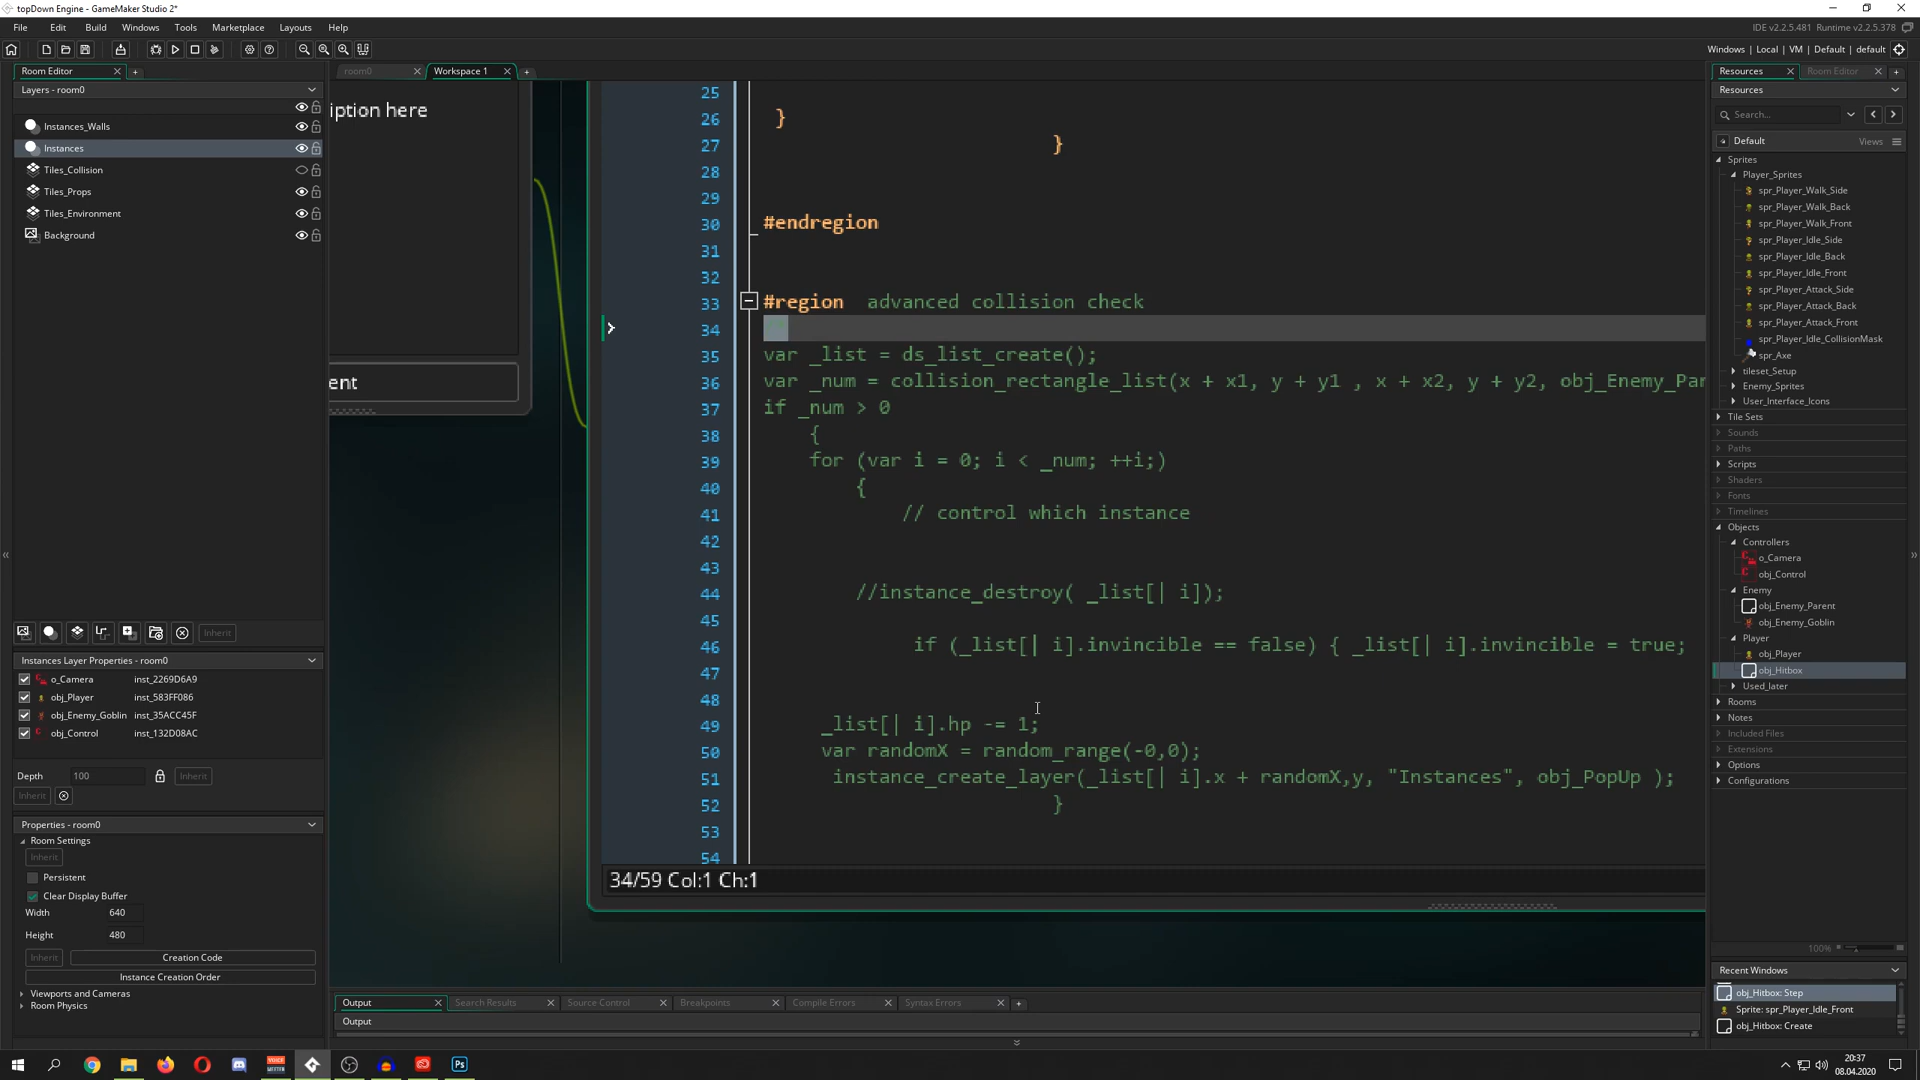 topDown Engine - GameMaker Studio 2*
File Edit Build Windows Tools Marketplace Layouts Help
IDE v2.2.5.481 Runtime v2.2.5.378
Windows | Local | VM | Default | default
Room Editor
Layers - room0
Instances_Walls
Instances
Tiles_Collision
Tiles_Props
Tiles_Environment
Background
Inherit
Instances Layer Properties - room0
o_Camera inst_2269D6A9
obj_Player inst_583FF086
obj_Enemy_Goblin inst_35ACC45F
obj_Control inst_132D08AC
Depth 100 Inherit
Inherit
Properties - room0
Room Settings
Inherit
Persistent
Clear Display Buffer
Width 640
Height 480
Inherit Creation Code
Instance Creation Order
Viewports and Cameras
Room Physics
room0 Workspace 1
iption here
ent
25
26 }
27 }
28
29
30 #endregion
31
32
33 #region advanced collision check
34
35 var _list = ds_list_create();
36 var _num = collision_rectangle_list(x + x1, y + y1 , x + x2, y + y2, obj_Enemy_Par
37 if _num > 0
38 {
39 for (var i = 0; i < _num; ++i;)
40 {
41 // control which instance
42
43
44 //instance_destroy( _list[| i]);
45
46 if (_list[| i].invincible == false) { _list[| i].invincible = true;
47
48
49 _list[| i].hp -= 1;
50 var randomX = random_range(-0,0);
51 instance_create_layer(_list[| i].x + randomX,y, "Instances", obj_PopUp );
52 }
53
54
34/59 Col:1 Ch:1
Output Search Results Source Control Breakpoints Compile Errors Syntax Errors
Output
Resources Room Editor
Resources
Search...
Default Views
Sprites
Player_Sprites
spr_Player_Walk_Side
spr_Player_Walk_Back
spr_Player_Walk_Front
spr_Player_Idle_Side
spr_Player_Idle_Back
spr_Player_Idle_Front
spr_Player_Attack_Side
spr_Player_Attack_Back
spr_Player_Attack_Front
spr_Player_Idle_CollisionMask
spr_Axe
tileset_Setup
Enemy_Sprites
User_Interface_Icons
Tile Sets
Sounds
Paths
Scripts
Shaders
Fonts
Timelines
Objects
Controllers
o_Camera
obj_Control
Enemy
obj_Enemy_Parent
obj_Enemy_Goblin
Player
obj_Player
obj_Hitbox
Used_later
Rooms
Notes
Included Files
Extensions
Options
Configurations
100%
Recent Windows
obj_Hitbox: Step
Sprite: spr_Player_Idle_Front
obj_Hitbox: Create
Ps
20:37
08.04.2020